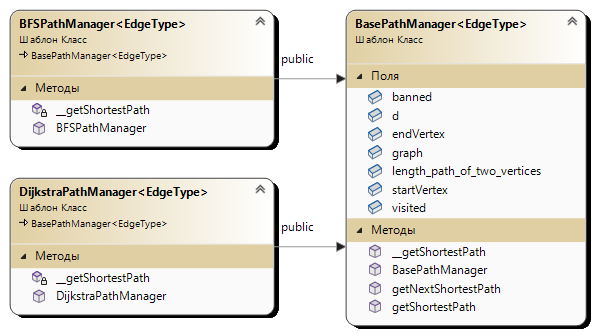 BFSPathManager<EdgeType>
Шаблон Класс
BasePathManager<EdgeType>
Методы
__getShortestPath
BFSPathManager
public
DijkstraPathManager<EdgeType>
Шаблон Класс
BasePathManager<EdgeType>
Методы
__getShortestPath
DijkstraPathManager
public
BasePathManager<EdgeType>
Шаблон Класс
Поля
banned
d
endVertex
graph
length_path_of_two_vertices
startVertex
visited
Методы
__getShortestPath
BasePathManager
getNextShortestPath
getShortestPath